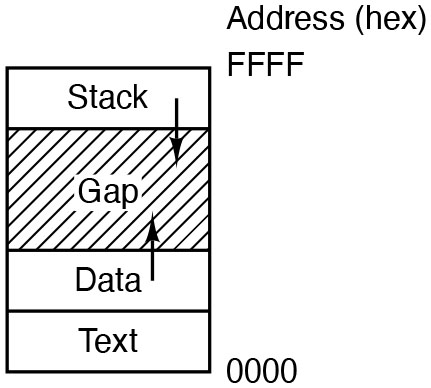 Address (hex)
FFFF
Stack
Gap
Data
Text
0000